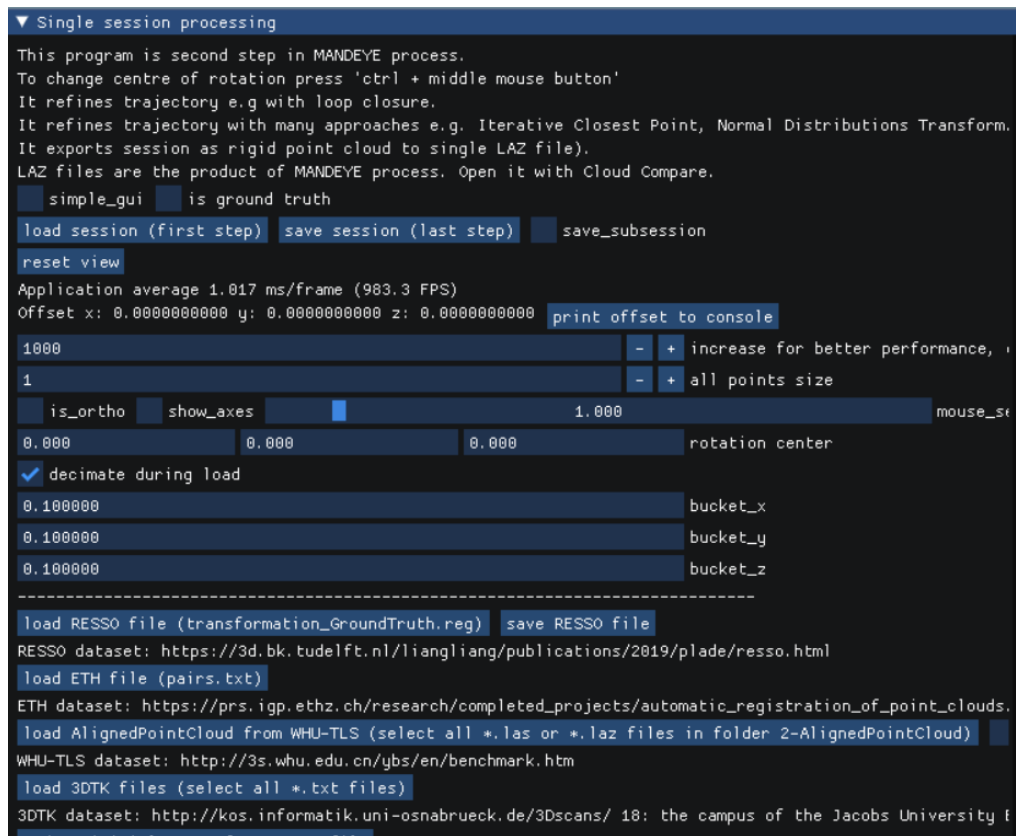 Single session processing
This program is second step in MANDEYE process.
To change centre of rotation press 'ctrl + middle mouse button'
It refines trajectory e.g with loop closure.
It refines trajectory with many approaches e.g. Iterative Closest Point, Normal Distributions Transform.
It exports session as rigid point cloud to single LAZ file).
LAZ files are the product of MANDEYE process. Open it with Cloud Compare.
simple_gui is ground truth
load session (first step) save session (last step) save_subsession
reset view
Application average 1.017 ms/frame (983.3 FPS)
Offset x: 0.0000000000 y: 0.0000000000 z: 0.0000000000 print offset to console
1000 - + increase for better performance,
1 - + all points size
is_ortho show_axes 1.000 mouse_se
0.000 0.000 0.000 rotation center
decimate during load
0.100000 bucket_x
0.100000 bucket_y
0.100000 bucket_z
--------------------------------------------------------------------------------
load RESSO file (transformation_GroundTruth.reg) save RESSO file
RESSO dataset: https://3d.bk.tudelft.nl/liangliang/publications/2019/plade/resso.html
load ETH file (pairs.txt)
ETH dataset: https://prs.igp.ethz.ch/research/completed_projects/automatic_registration_of_point_clouds.
load AlignedPointCloud from WHU-TLS (select all *.las or *.laz files in folder 2-AlignedPointCloud)
WHU-TLS dataset: http://3s.whu.edu.cn/ybs/en/benchmark.htm
load 3DTK files (select all *.txt files)
3DTK dataset: http://kos.informatik.uni-osnabrueck.de/3Dscans/ 18: the campus of the Jacobs University